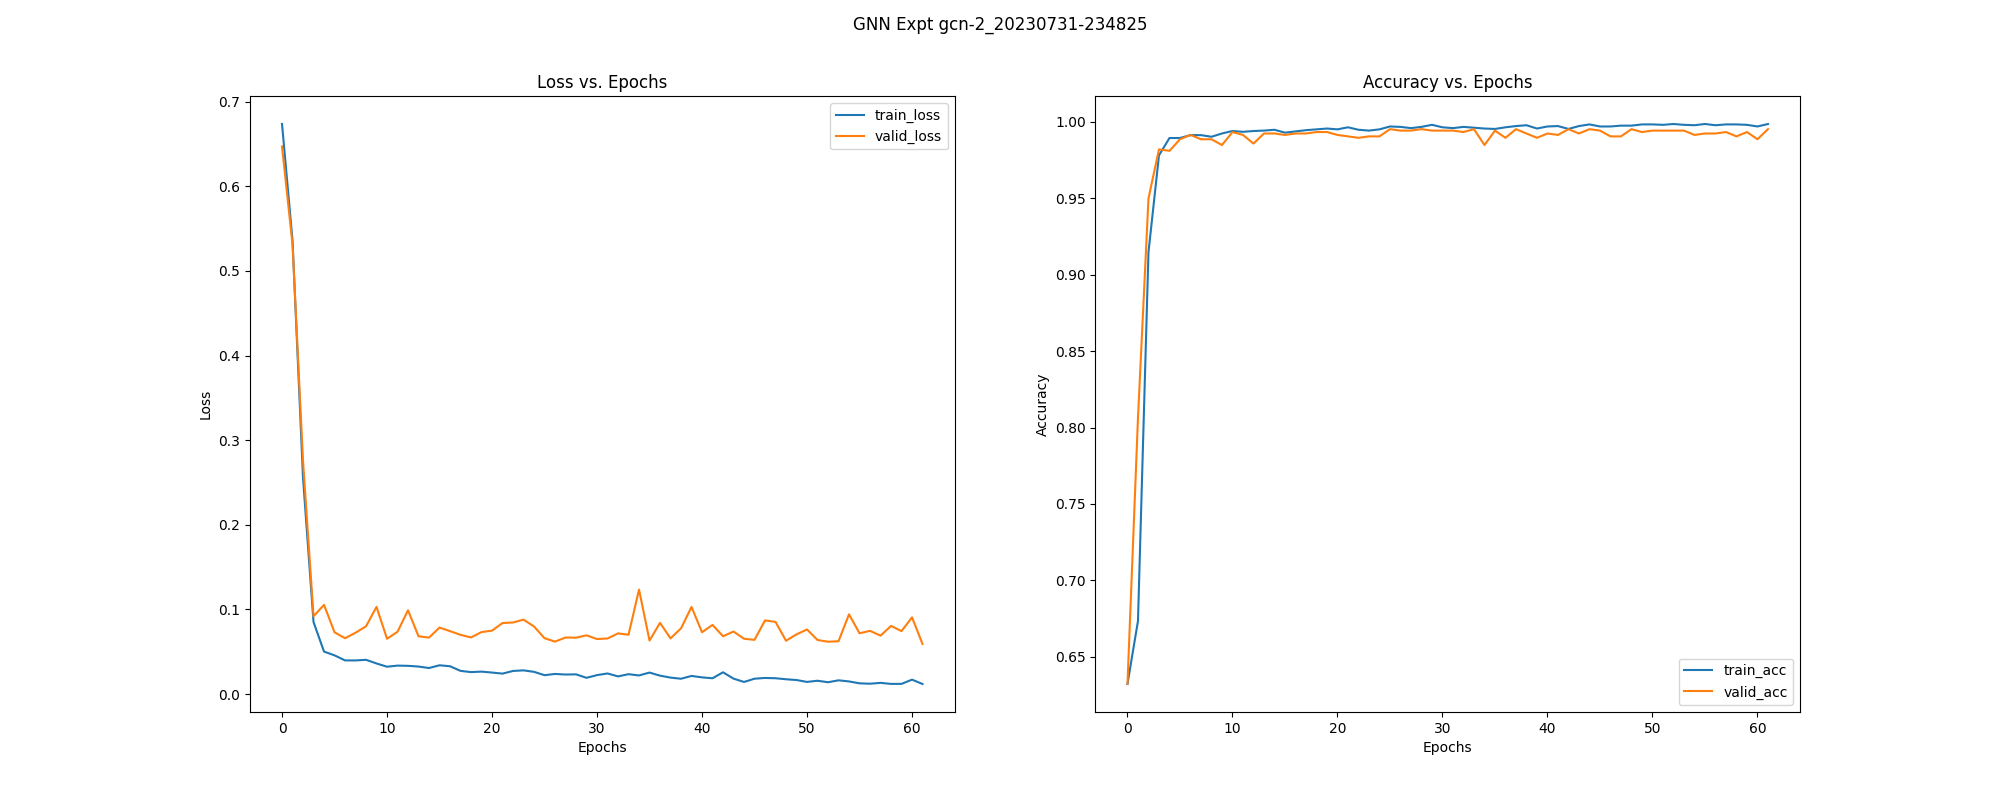 GNN Expt gcn-2_20230731-234825
Loss vs. Epochs
train_loss
valid_loss
0.7
0.6
0.5
0.4
0.3
0.2
0.1
0.0
Loss
0 10 20 30 40 50 60
Epochs
Accuracy vs. Epochs
1.00
0.95
0.90
0.85
0.80
0.75
0.70
0.65
Accuracy
train_acc
valid_acc
0 10 20 30 40 50 60
Epochs